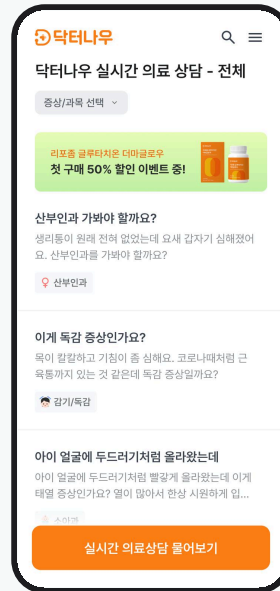 닥터나우
닥터나우 실시간 의료 상담 - 전체
증상/과목 선택
리포좀 글루타치온 더마글로우
첫 구매 50% 할인 이벤트 중!
산부인과 가봐야 할까요?
생리통이 원래 전혀 없었는데 요새 갑자기 심해졌어
요. 산부인과를 가봐야 할까요?
산부인과
이게 독감 증상인가요?
목이 칼칼하고 기침이 좀 심해요. 코로나때처럼 근
육통까지 있는 것 같은데 독감 증상일까요?
감기/독감
아이 얼굴에 두드러기처럼 올라왔는데
아이 얼굴에 두드러기처럼 빨갛게 올라왔는데 이게
태열 증상인가요? 열이 많아서 한상 시원하게 입...
소아과
실시간 의료상담 물어보기